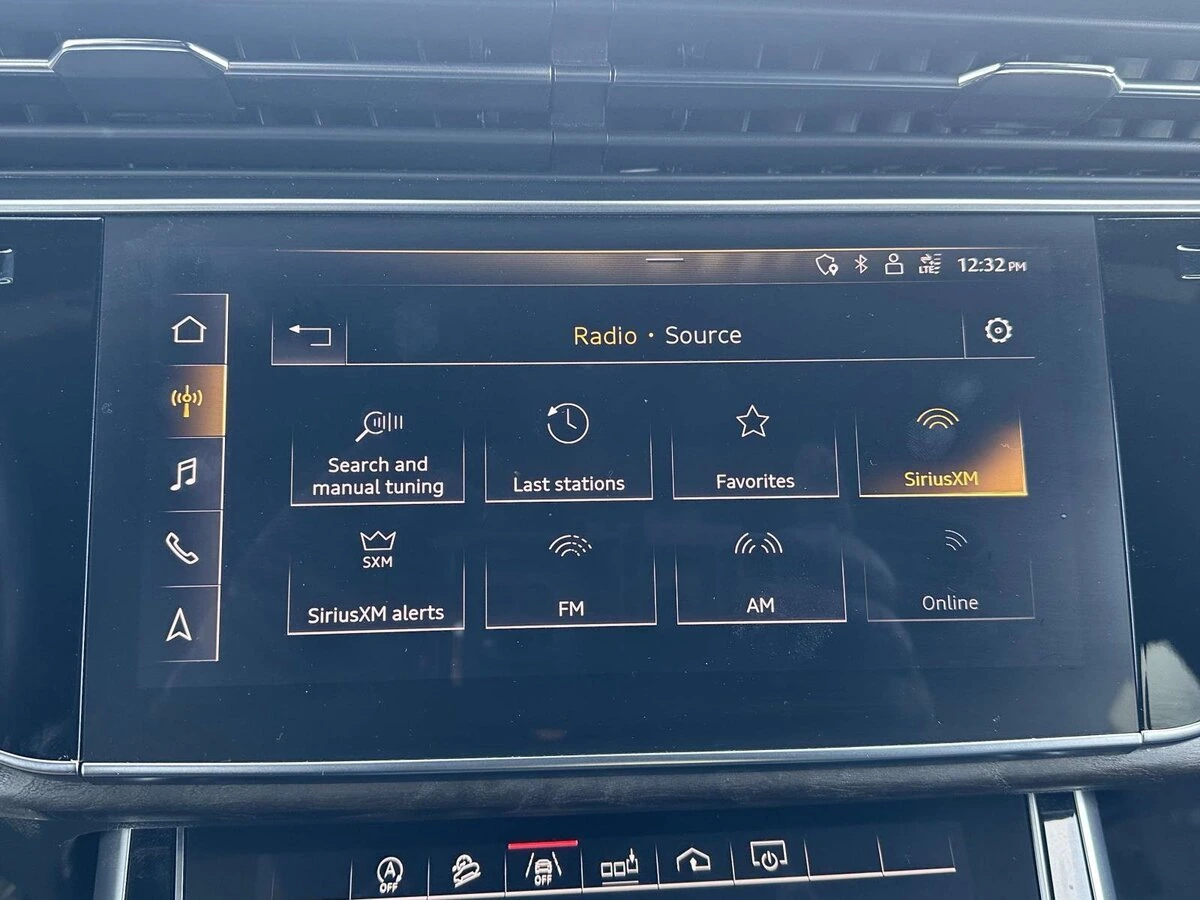 LTE
12:32 PM
Radio • Source
Search and
manual tuning
Last stations
Favorites
SiriusXM
SXM
SiriusXM alerts
FM
AM
Online
A
OFF
OFF